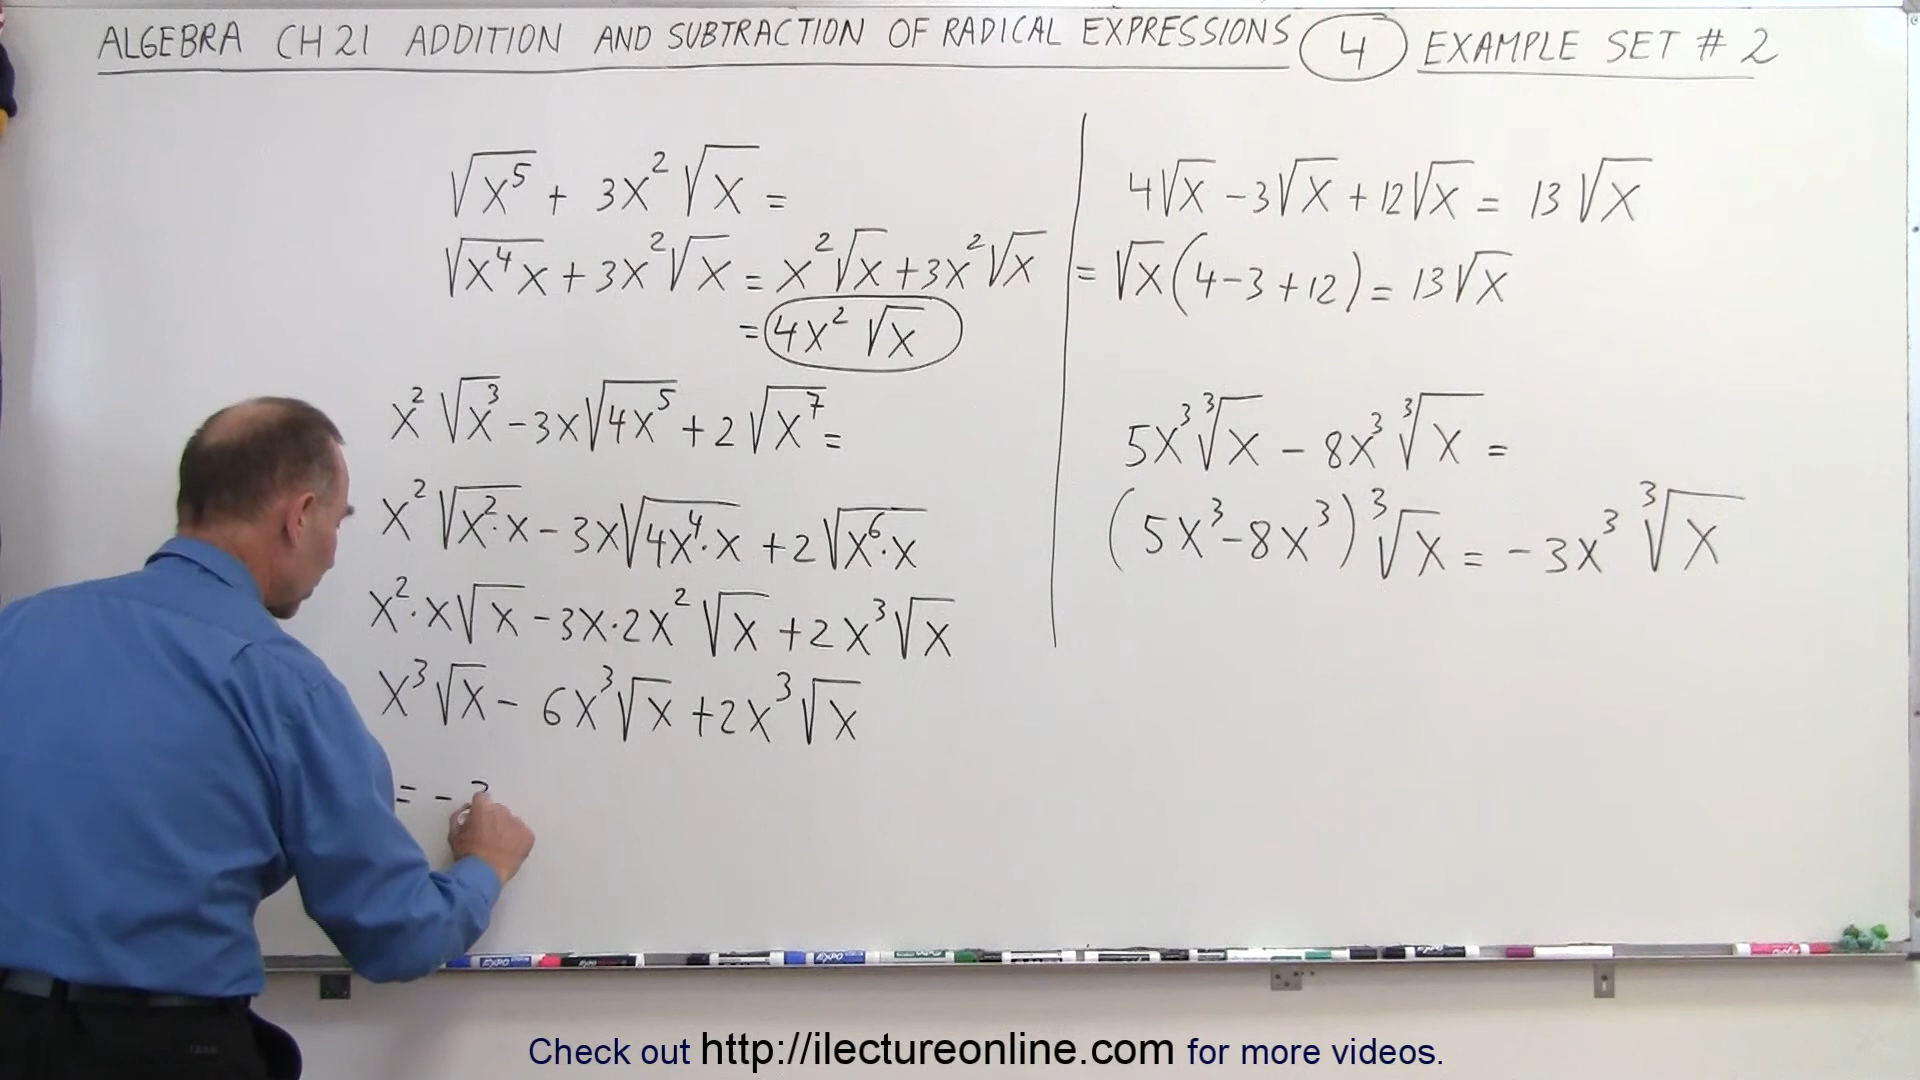 ALGEBRA CH 21 ADDITION AND SUBTRACTION OF RADICAL EXPRESSIONS 4 EXAMPLE SET # 2
√x⁵ + 3x² √x =
√x⁴x + 3x²√x = x²√x + 3x²√x
= 4x² √x
x² √x³ - 3x√4x⁵ + 2√x⁷ =
x² √x²·x - 3x√4x⁴·x + 2√x⁶·x
x²·x√x - 3x·2x² √x + 2x³√x
x³√x - 6x³√x + 2x³√x
= - 3
4√x - 3√x + 12√x = 13 √x
= √x(4-3+12) = 13√x
5x³ ∛x - 8x³ ∛x =
(5x³-8x³) ∛x = -3x³ ∛x
EXPO
EXPO
Check out http://ilectureonline.com for more videos.